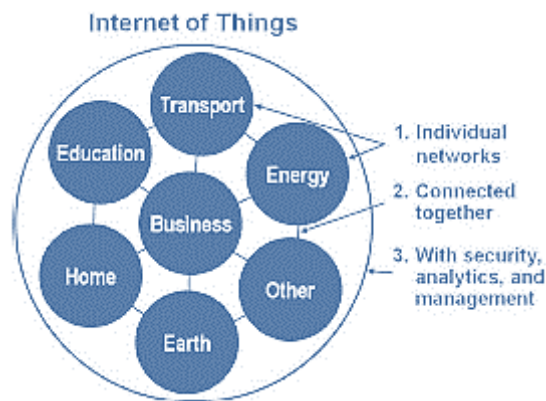 Internet of Things
Transport
Education
Energy
Business
Home
Other
Earth
1. Individual
networks
2. Connected
together
3, With security,
analytics, and
management